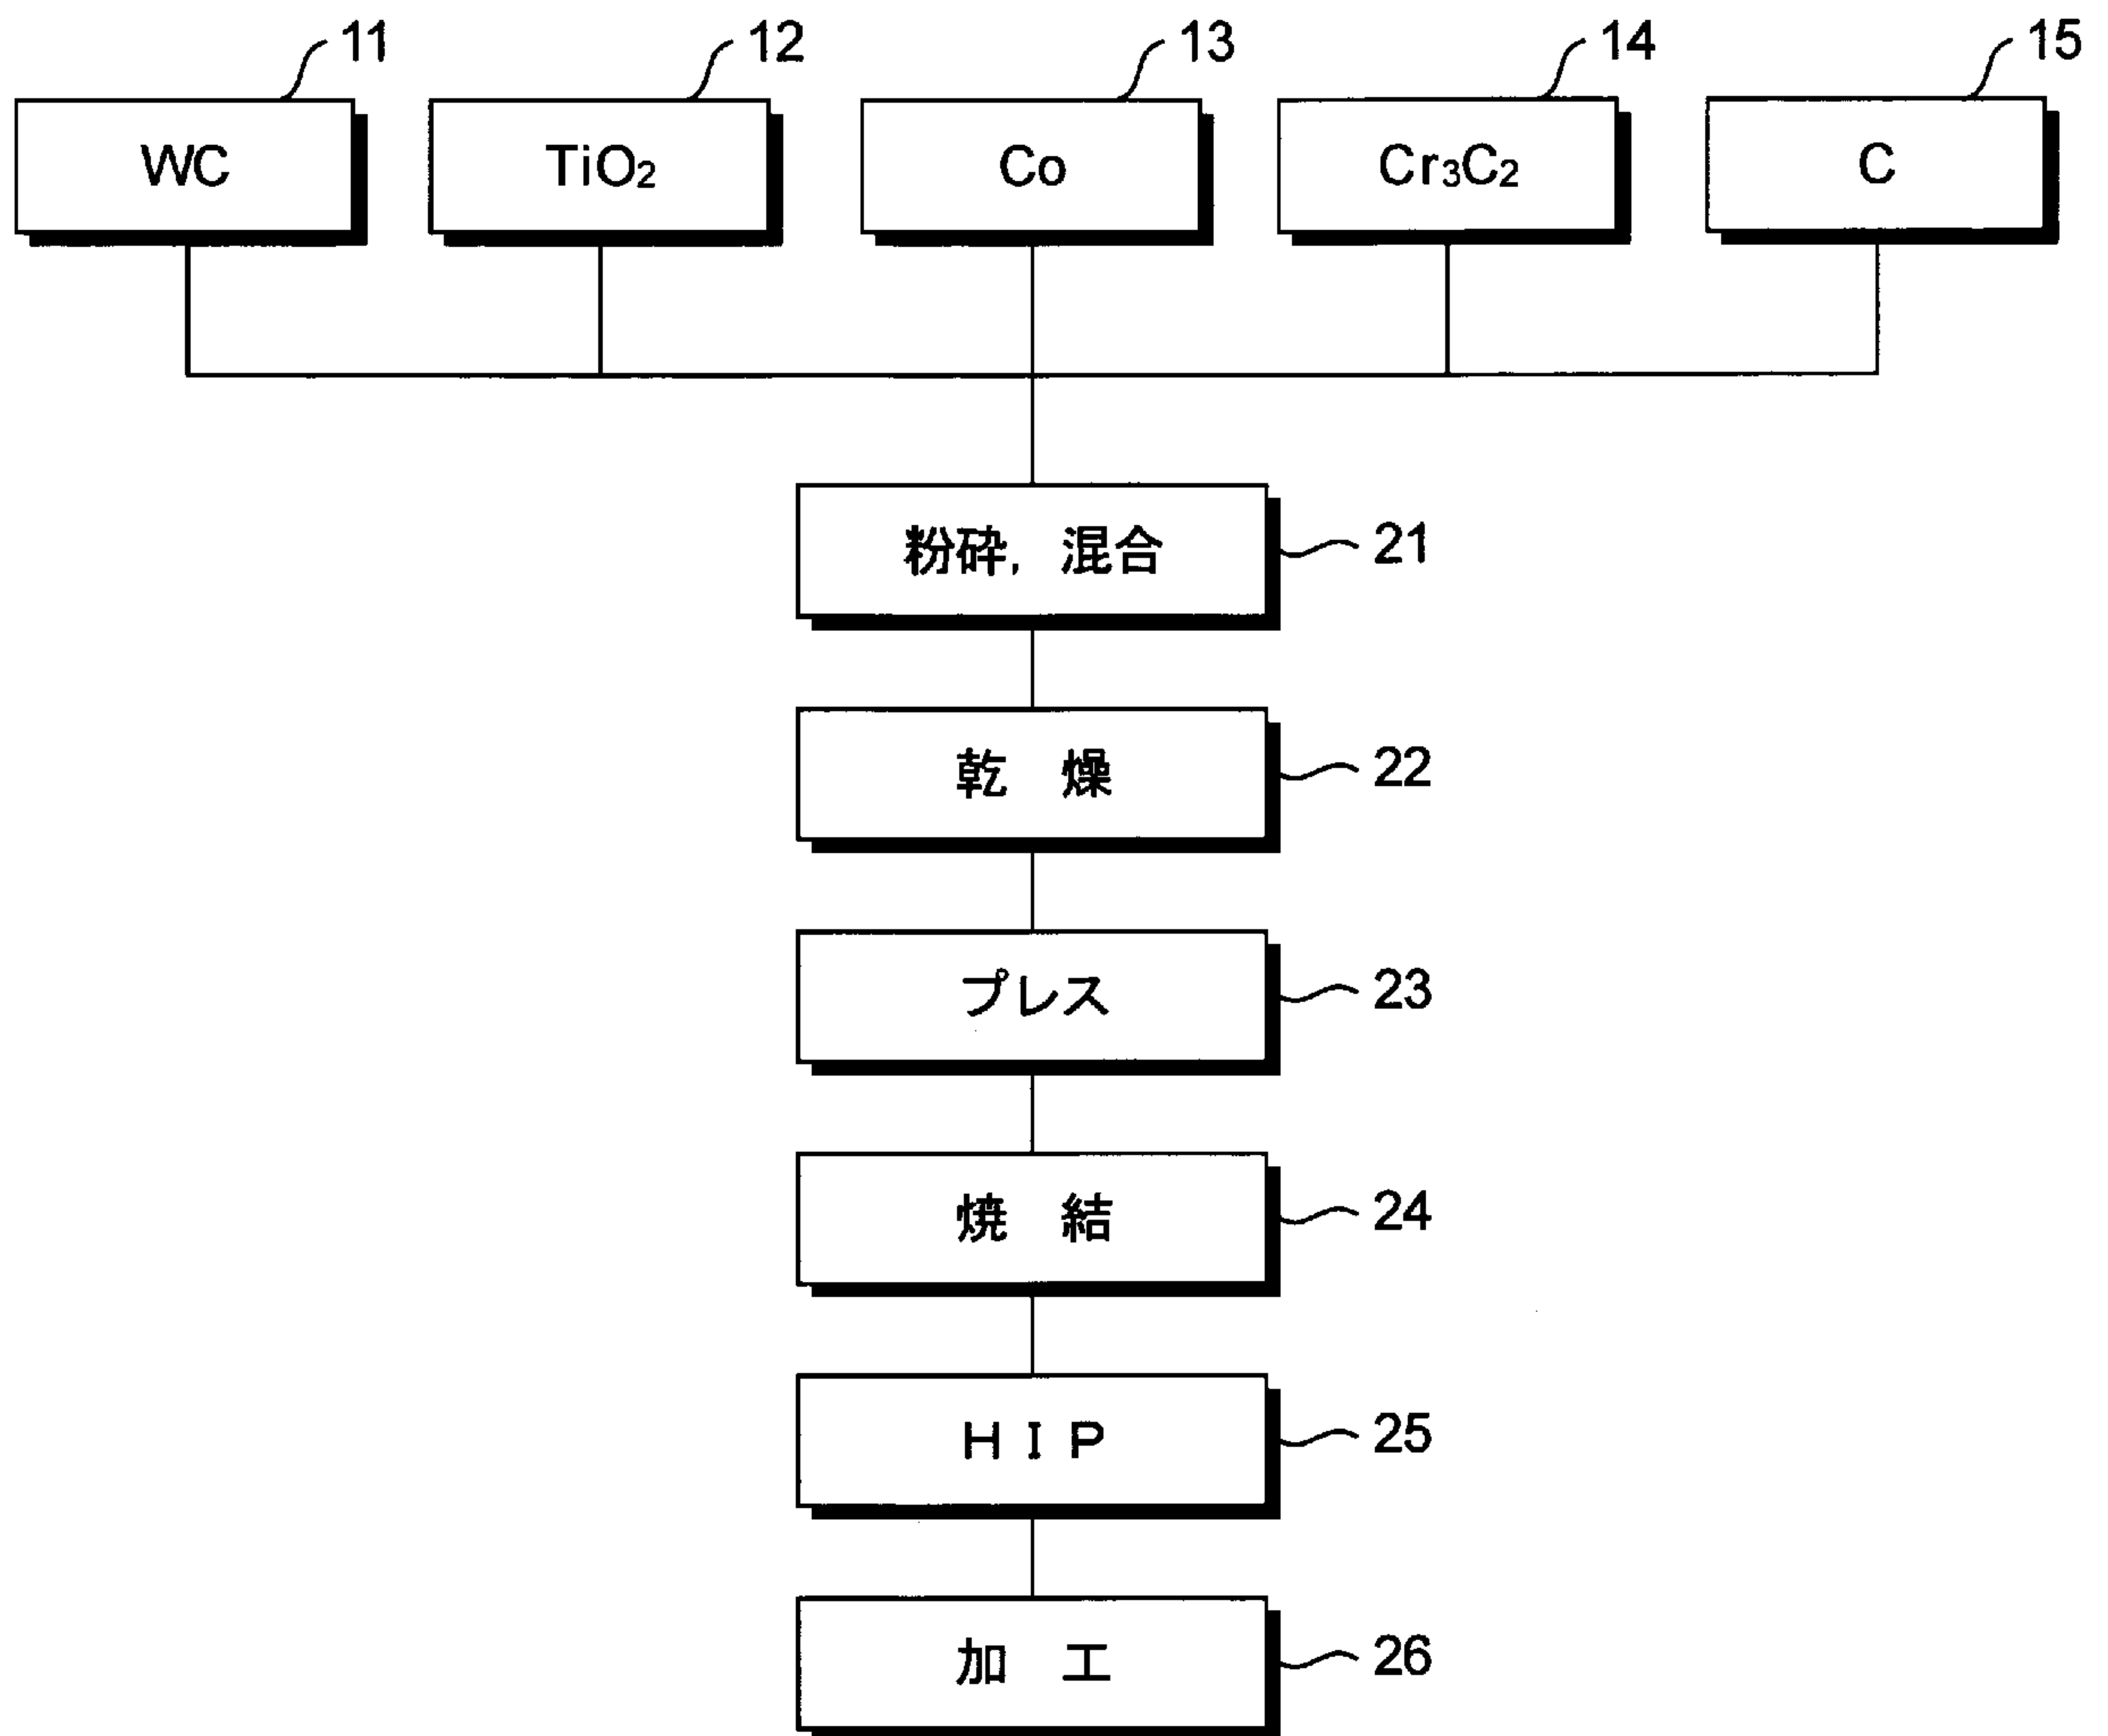 11 12 13 14 15
WC TiO₂ Co Cr₃C₂ C
粉砕，混合 21
乾　燥 22
プレス 23
焼　結 24
ＨＩＰ 25
加　工 26